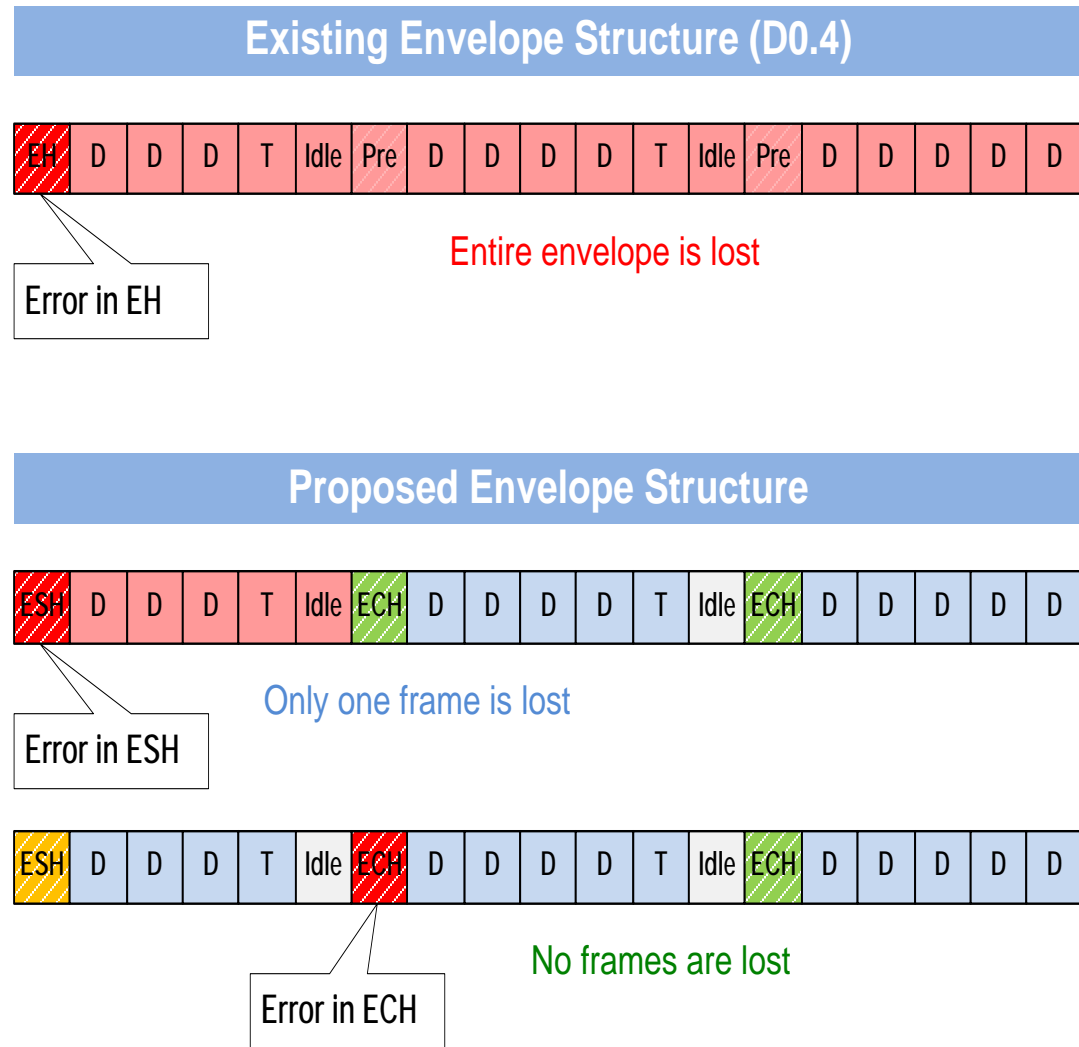 Existing Envelope Structure (D0.4)
EH D D D T Idle Pre D D D D T Idle Pre D D D D D
Entire envelope is lost
Error in EH
Proposed Envelope Structure
ESH D D D T Idle ECH D D D D T Idle ECH D D D D D
Only one frame is lost
Error in ESH
ESH D D D T Idle ECH D D D D T Idle ECH D D D D D
No frames are lost
Error in ECH